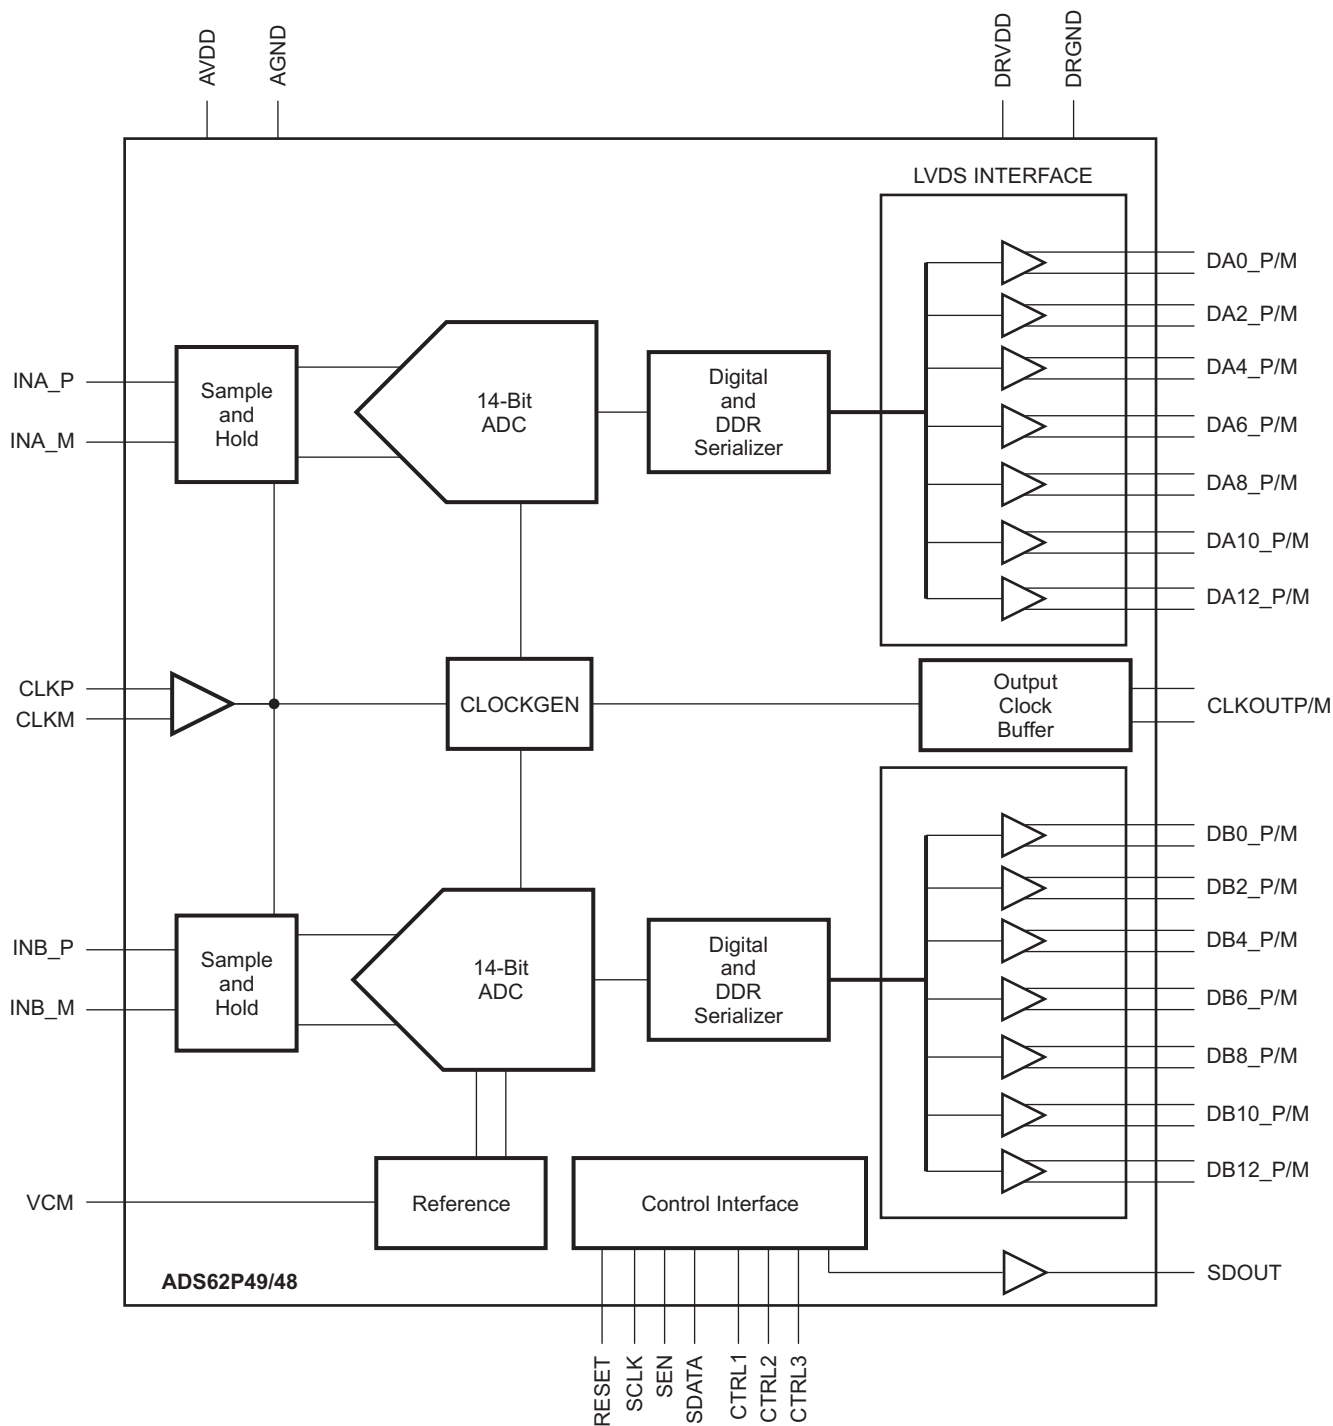 AVDD
AGND
DRVDD
DRGND
LVDS INTERFACE
DA0_P/M
DA2_P/M
DA4_P/M
DA6_P/M
DA8_P/M
DA10_P/M
DA12_P/M
INA_P
INA_M
Sample
and
Hold
14-Bit
ADC
Digital
and
DDR
Serializer
CLKP
CLKM
CLOCKGEN
Output
Clock
Buffer
CLKOUTP/M
DB0_P/M
DB2_P/M
DB4_P/M
DB6_P/M
DB8_P/M
DB10_P/M
DB12_P/M
INB_P
INB_M
Sample
and
Hold
14-Bit
ADC
Digital
and
DDR
Serializer
VCM
Reference
Control Interface
ADS62P49/48
SDOUT
RESET
SCLK
SEN
SDATA
CTRL1
CTRL2
CTRL3